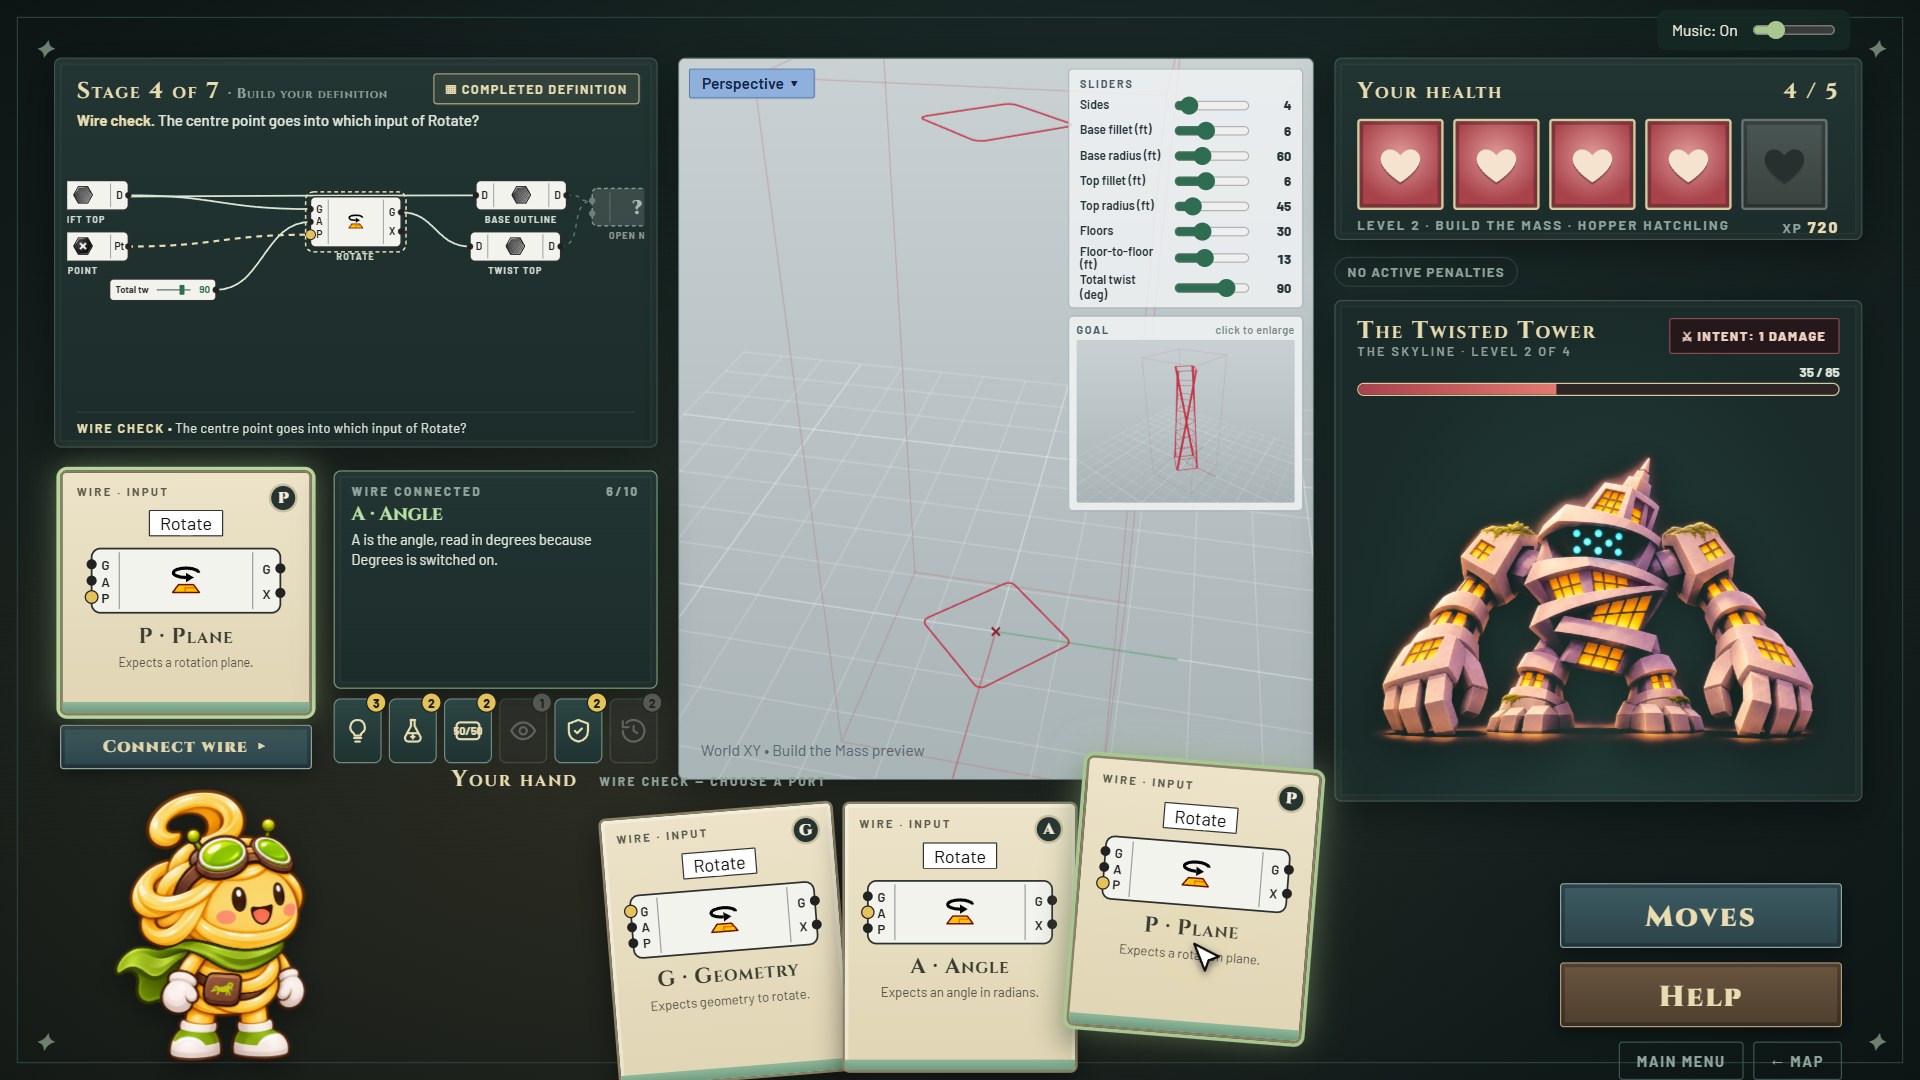 Music: On
STAGE 4 OF 7 · BUILD YOUR DEFINITION
COMPLETED DEFINITION
Wire check. The centre point goes into which input of Rotate?
D
IFT TOP
Pt
POINT
Total tw 90
G
A
P
G
X
ROTATE
D D
BASE OUTLINE
D D
TWIST TOP
?
OPEN N
WIRE CHECK • The centre point goes into which input of Rotate?
WIRE · INPUT P
Rotate
G
A
P
G
X
P · PLANE
Expects a rotation plane.
CONNECT WIRE
WIRE CONNECTED 6/10
A · ANGLE
A is the angle, read in degrees because
Degrees is switched on.
3 2 2 1 2 2
50/50
Perspective
SLIDERS
Sides 4
Base fillet (ft) 6
Base radius (ft) 60
Top fillet (ft) 6
Top radius (ft) 45
Floors 30
Floor-to-floor
(ft) 13
Total twist
(deg) 90
GOAL click to enlarge
World XY • Build the Mass preview
YOUR HEALTH 4 / 5
LEVEL 2 · BUILD THE MASS · HOPPER HATCHLING XP 720
NO ACTIVE PENALTIES
THE TWISTED TOWER
THE SKYLINE · LEVEL 2 OF 4
INTENT: 1 DAMAGE
35 / 85
YOUR HAND WIRE CHECK – CHOOSE A PORT
WIRE · INPUT G
Rotate
G
A
P
G
X
G · GEOMETRY
Expects geometry to rotate.
WIRE · INPUT A
Rotate
G
A
P
G
X
A · ANGLE
Expects an angle in radians.
WIRE · INPUT P
Rotate
G
A
P
G
X
P · PLANE
Expects a plane.
MOVES
HELP
MAIN MENU
← MAP